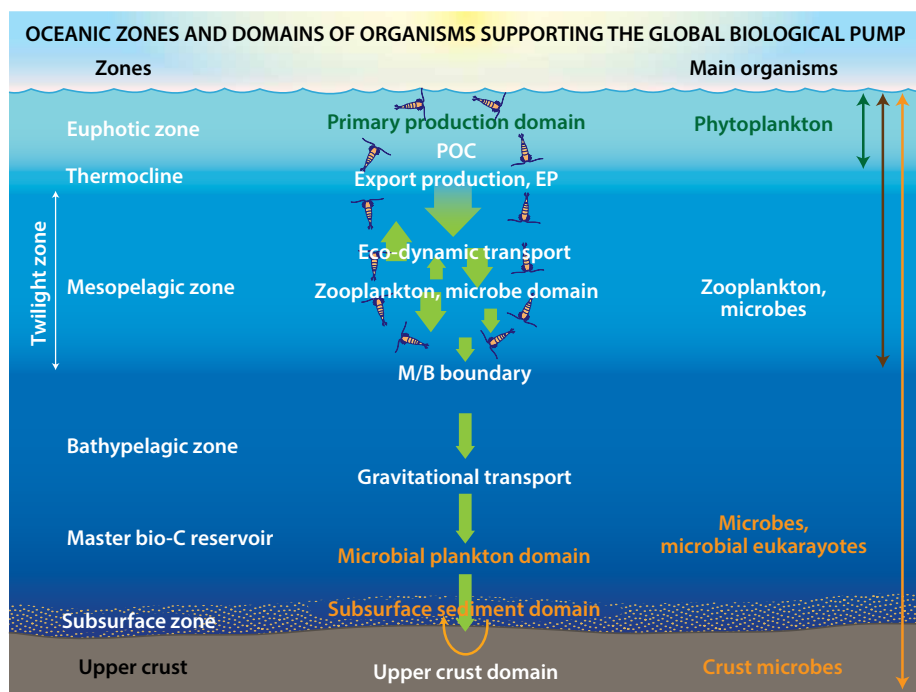 OCEANIC ZONES AND DOMAINS OF ORGANISMS SUPPORTING THE GLOBAL BIOLOGICAL PUMP
Zones
Main organisms
Euphotic zone
Primary production domain
Phytoplankton
POC
Thermocline
Export production, EP
Twilight zone
Eco-dynamic transport
Mesopelagic zone
Zooplankton, microbe domain
Zooplankton,
microbes
M/B boundary
Bathypelagic zone
Gravitational transport
Master bio-C reservoir
Microbial plankton domain
Microbes,
microbial eukarayotes
Subsurface zone
Subsurface sediment domain
Upper crust
Upper crust domain
Crust microbes